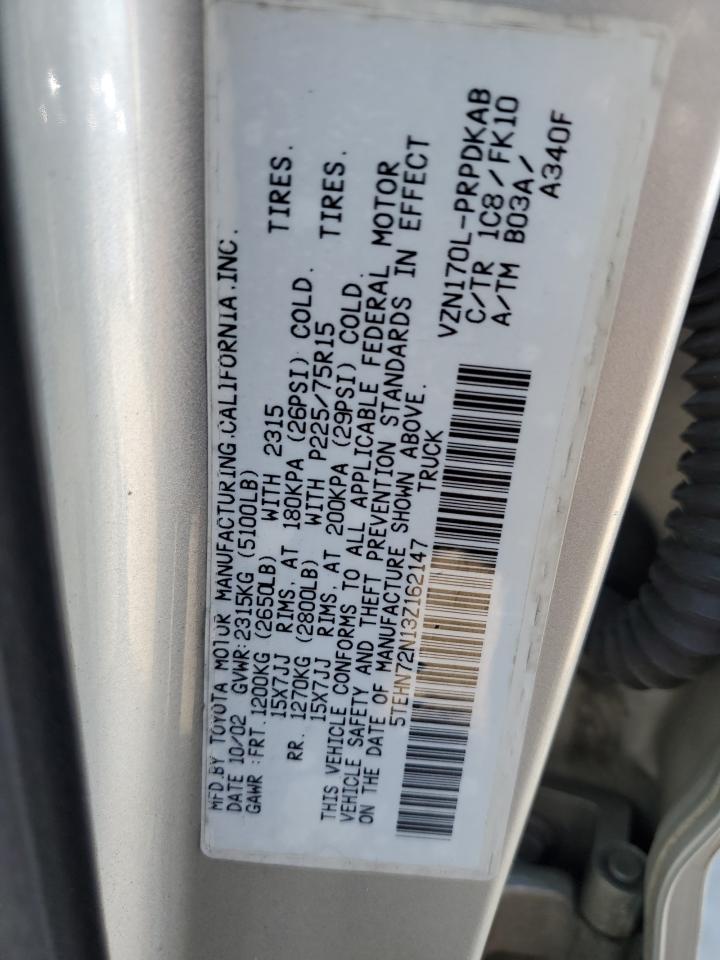 MFD.BY TOYOTA MOTOR MANUFACTURING.CALIFORNIA.INC.
DATE 10/02 GVWR:2315KG (5100LB)
GAWR :FRT.1200KG (2650LB) WITH 2315 TIRES.
15X7JJ RIMS, AT 180KPA (26PSI) COLD.
RR. 1270KG (2800LB) WITH P225/75R15 TIRES.
15X7JJ RIMS, AT 200KPA (29PSI) COLD.
THIS VEHICLE CONFORMS TO ALL APPLICABLE FEDERAL MOTOR
VEHICLE SAFETY AND THEFT PREVENTION STANDARDS IN EFFECT
ON THE DATE OF MANUFACTURE SHOWN ABOVE.
5TEHN72N13Z162147 TRUCK
VZN170L-PRPDKAB
C/TR 1C8/FK10
A/TM B03A/
A340F